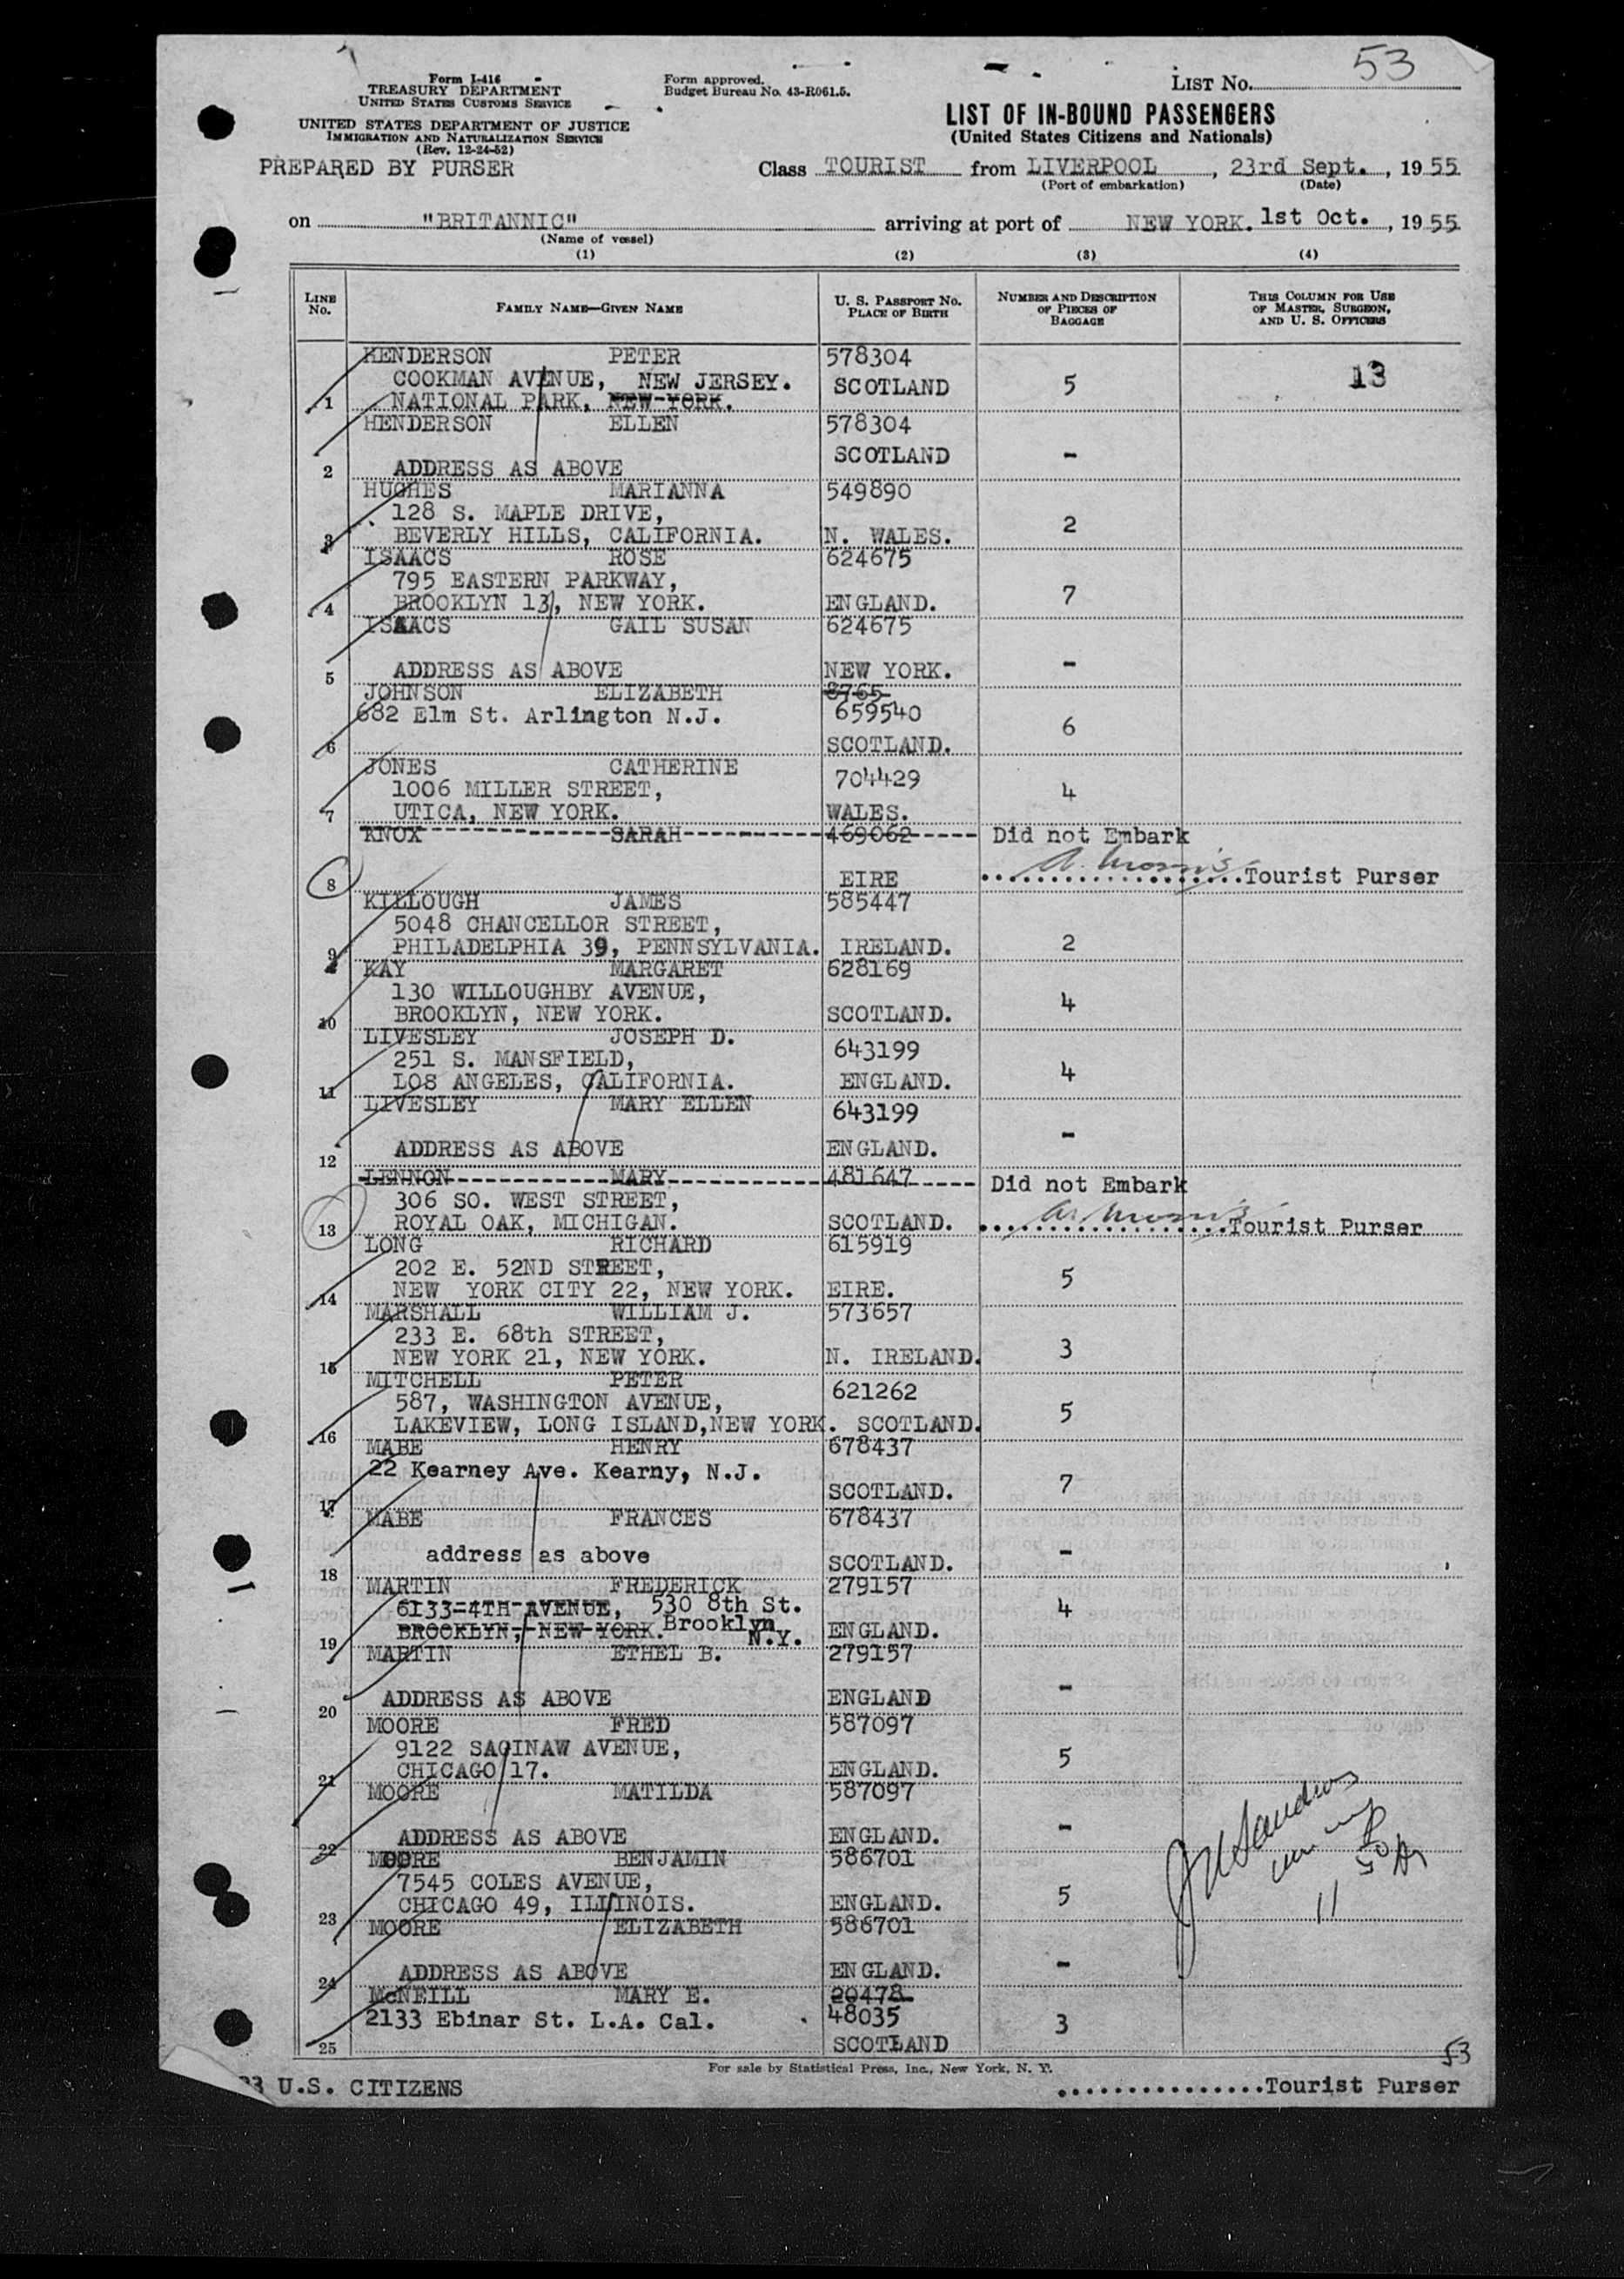 53
Form I-416
TREASURY DEPARTMENT
UNITED STATES CUSTOMS SERVICE
UNITED STATES DEPARTMENT OF JUSTICE
IMMIGRATION AND NATURALIZATION SERVICE
(Rev. 12-24-52)
PREPARED BY PURSER
Form approved.
Budget Bureau No. 43-R061.5.
LIST No.
LIST OF IN-BOUND PASSENGERS
(United States Citizens and Nationals)
Class TOURIST from LIVERPOOL, 23rd Sept., 1955
(Port of embarkation) (Date)
on "BRITANNIC" arriving at port of NEW YORK. 1st Oct., 1955
(Name of vessel)
(1) (2) (3) (4)
LINE No. FAMILY NAME—GIVEN NAME U. S. PASSPORT NO. PLACE OF BIRTH NUMBER AND DESCRIPTION OF PIECES OF BAGGAGE THIS COLUMN FOR USE OF MASTER, SURGEON, AND U. S. OFFICERS
HENDERSON PETER 578304
COOKMAN AVENUE, NEW JERSEY. SCOTLAND 5 13
1 NATIONAL PARK, NEW YORK.
HENDERSON ELLEN 578304
SCOTLAND -
2 ADDRESS AS ABOVE
HUGHES MARIANNA 549890
128 S. MAPLE DRIVE, 2
3 BEVERLY HILLS, CALIFORNIA. N. WALES.
ISAACS ROSE 624675
795 EASTERN PARKWAY, 7
4 BROOKLYN 13, NEW YORK. ENGLAND.
ISAACS GAIL SUSAN 624675
5 ADDRESS AS ABOVE NEW YORK. -
JOHNSON ELIZABETH 8765
682 Elm St. Arlington N.J. 659540 6
6 SCOTLAND.
JONES CATHERINE 704429
1006 MILLER STREET, 4
7 UTICA, NEW YORK. WALES.
KNOX SARAH 469062 Did not Embark
8 EIRE A. Morris Tourist Purser
KILLOUGH JAMES 585447
5048 CHANCELLOR STREET,
9 PHILADELPHIA 39, PENNSYLVANIA. IRELAND. 2
KAY MARGARET 628169
130 WILLOUGHBY AVENUE, 4
10 BROOKLYN, NEW YORK. SCOTLAND.
LIVESLEY JOSEPH D. 643199
251 S. MANSFIELD, 4
11 LOS ANGELES, CALIFORNIA. ENGLAND.
LIVESLEY MARY ELLEN 643199
-
12 ADDRESS AS ABOVE ENGLAND.
LENNON MARY 481647 Did not Embark
306 SO. WEST STREET,
13 ROYAL OAK, MICHIGAN. SCOTLAND. A. Morris Tourist Purser
LONG RICHARD 615919
202 E. 52ND STREET, 5
14 NEW YORK CITY 22, NEW YORK. EIRE.
MARSHALL WILLIAM J. 573657
233 E. 68th STREET, 3
15 NEW YORK 21, NEW YORK. N. IRELAND.
MITCHELL PETER 621262
587, WASHINGTON AVENUE, 5
16 LAKEVIEW, LONG ISLAND,NEW YORK. SCOTLAND.
MABE HENRY 678437
22 Kearney Ave. Kearny, N.J. 7
17 SCOTLAND.
MABE FRANCES 678437
address as above -
18 SCOTLAND.
MARTIN FREDERICK 279157
6133=4TH AVENUE, 530 8th St. 4
19 BROOKLYN, NEW YORK. Brooklyn N.Y. ENGLAND.
MARTIN ETHEL B. 279157
20 ADDRESS AS ABOVE ENGLAND -
MOORE FRED 587097
9122 SAGINAW AVENUE, 5
21 CHICAGO 17. ENGLAND.
MOORE MATILDA 587097
22 ADDRESS AS ABOVE ENGLAND. -
MOORE BENJAMIN 586701
7545 COLES AVENUE, 5
23 CHICAGO 49, ILLINOIS. ENGLAND.
MOORE ELIZABETH 586701
24 ADDRESS AS ABOVE ENGLAND. -
McNEILL MARY E. 20478
2133 Ebinar St. L.A. Cal. 48035 3
25 SCOTLAND
11
53
For sale by Statistical Press, Inc., New York, N. Y.
U.S. CITIZENS ................Tourist Purser